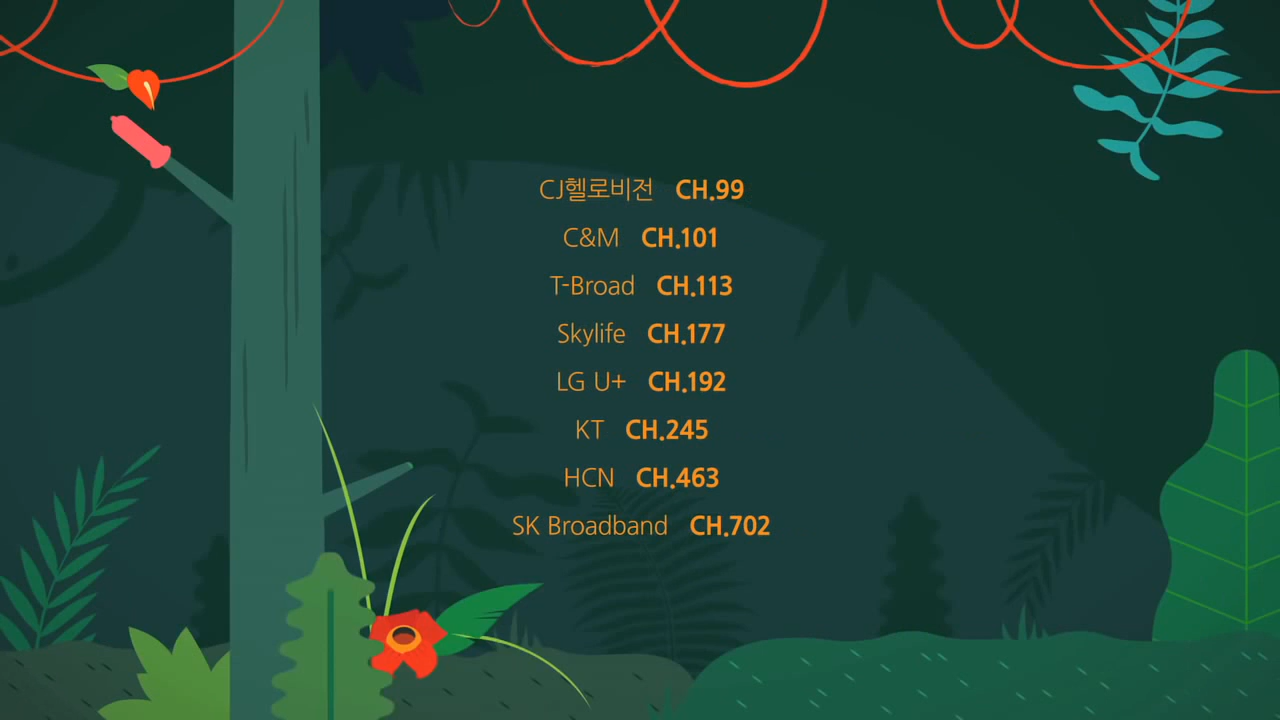 CJ헬로비전 CH.99
C&M CH.101
T-Broad CH.113
Skylife CH.177
LG U+ CH.192
KT CH.245
HCN CH.463
SK Broadband CH.702